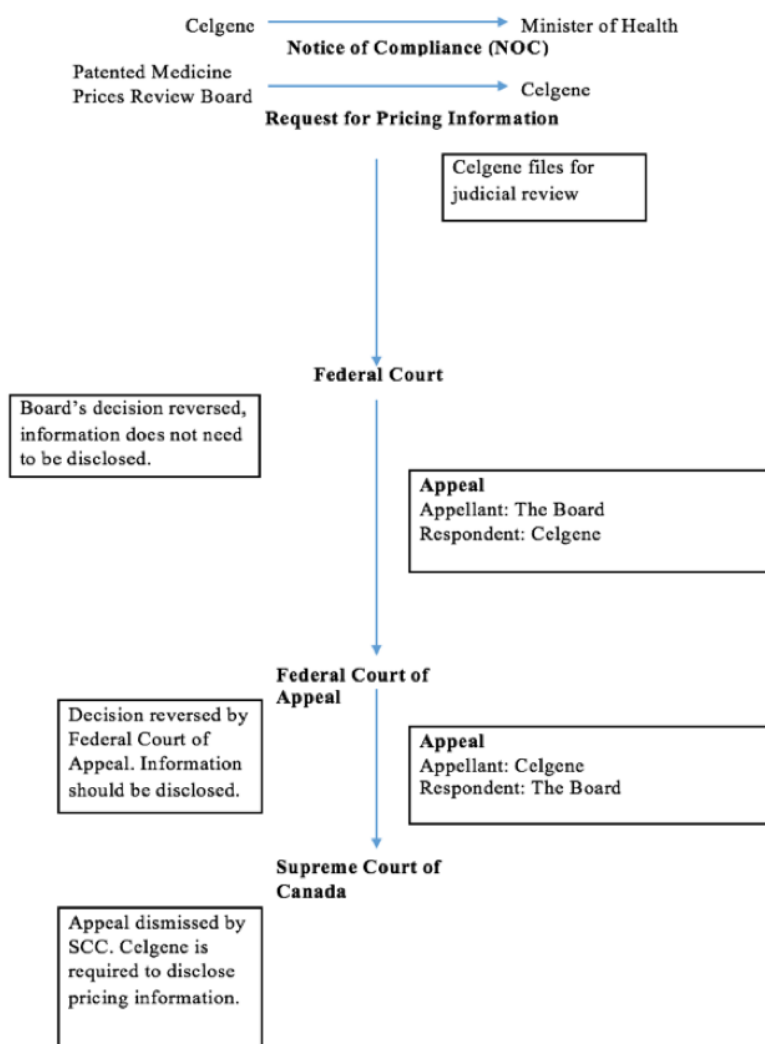 Celgene
Minister of Health
Notice of Compliance (NOC)
Patented Medicine
Prices Review Board
Celgene
Request for Pricing Information
Celgene files for
judicial review
Federal Court
Board's decision reversed,
information does not need
to be disclosed.
Appeal
Appellant: The Board
Respondent: Celgene
Federal Court of
Appeal
Decision reversed by
Federal Court of
Appeal. Information
should be disclosed.
Appeal
Appellant: Celgene
Respondent: The Board
Supreme Court of
Canada
Appeal dismissed by
SCC. Celgene is
required to disclose
pricing information.